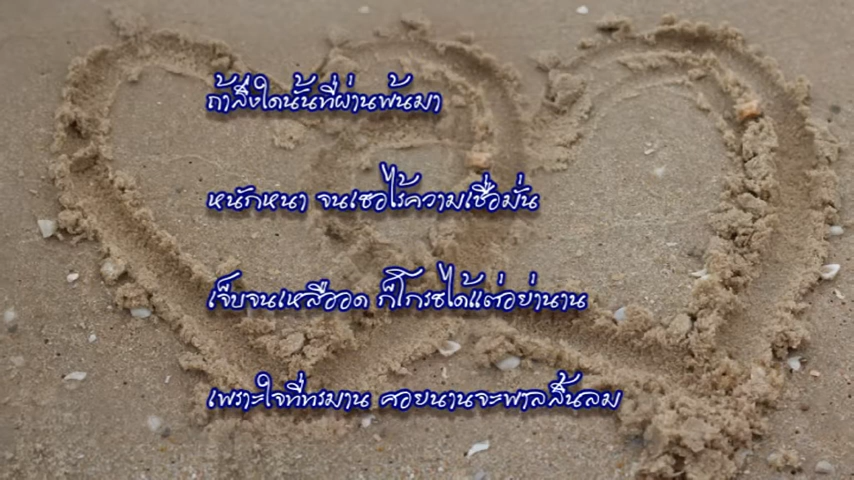 ถ้าสิ่งใดนั้นที่ผ่านพ้นมา
หนักหนา จนเธอไร้ความเชื่อมั่น
เจ็บจนเหลืออด ก็โกรธได้แต่อย่านาน
เพราะใจที่ทรมาน คอยนานจะพาลสิ้นลม